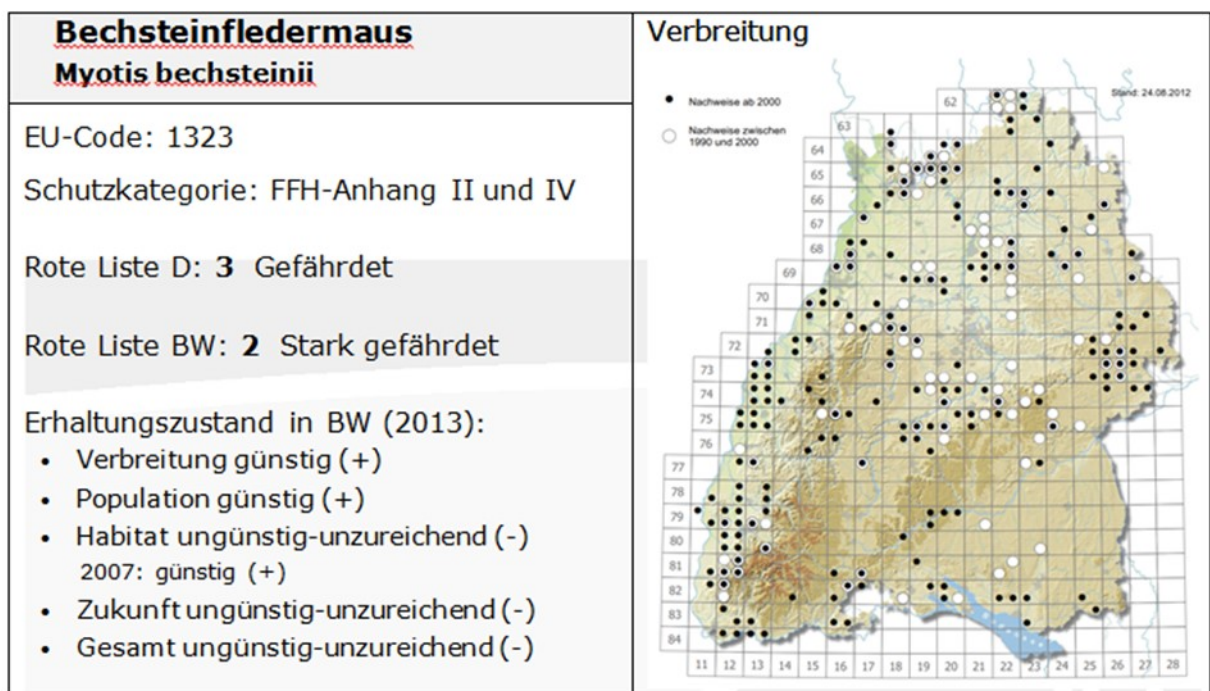 Bechsteinfledermaus
Myotis bechsteinii
EU-Code: 1323
Schutzkategorie: FFH-Anhang II und IV
Rote Liste D: 3 Gefährdet
Rote Liste BW: 2 Stark gefährdet
Erhaltungszustand in BW (2013):
• Verbreitung günstig (+)
• Population günstig (+)
• Habitat ungünstig-unzureichend (-)
2007: günstig (+)
• Zukunft ungünstig-unzureichend (-)
• Gesamt ungünstig-unzureichend (-)
Verbreitung
Nachweise ab 2000
Nachweise zwischen
1990 und 2000
Stand: 24.08.2012
62
63
64
65
66
67
68
69
70
71
72
73
74
75
76
77
78
79
80
81
82
83
84
11 12 13 14 15 16 17 18 19 20 21 22 23 24 25 26 27 28